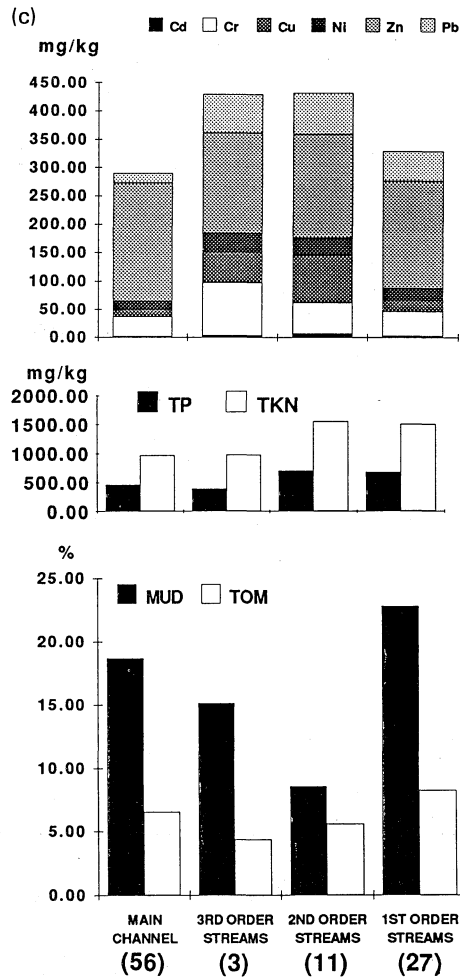 (c)
mg/kg
Cd Cr Cu Ni Zn Pb
450.00
400.00
350.00
300.00
250.00
200.00
150.00
100.00
50.00
0.00
mg/kg
2000.00
1500.00
1000.00
500.00
0.00
TP TKN
%
25.00
20.00
15.00
10.00
5.00
0.00
MUD TOM
MAIN 3RD ORDER 2ND ORDER 1ST ORDER
CHANNEL STREAMS STREAMS STREAMS
(56) (3) (11) (27)